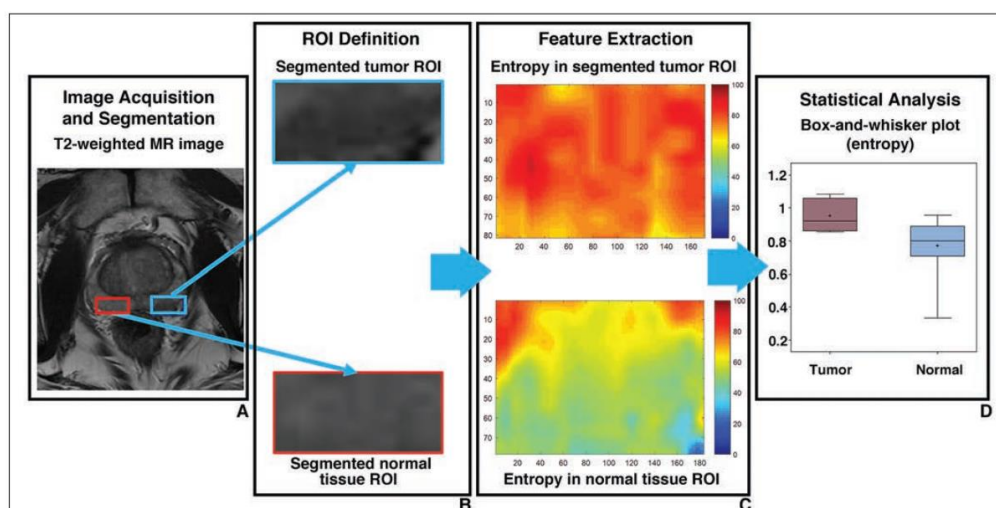 Image Acquisition
and Segmentation
T2-weighted MR image
A
ROI Definition
Segmented tumor ROI
Segmented normal
tissue ROI
B
Feature Extraction
Entropy in segmented tumor ROI
10
20
30
40
50
60
70
80
20 40 60 80 100 120 140 160
100
80
60
40
20
0
10
20
30
40
50
60
70
20 40 60 80 100 120 140 160 180
100
80
60
40
20
0
Entropy in normal tissue ROI
C
Statistical Analysis
Box-and-whisker plot
(entropy)
1.2
1
0.8
0.6
0.4
0.2
Tumor Normal
D